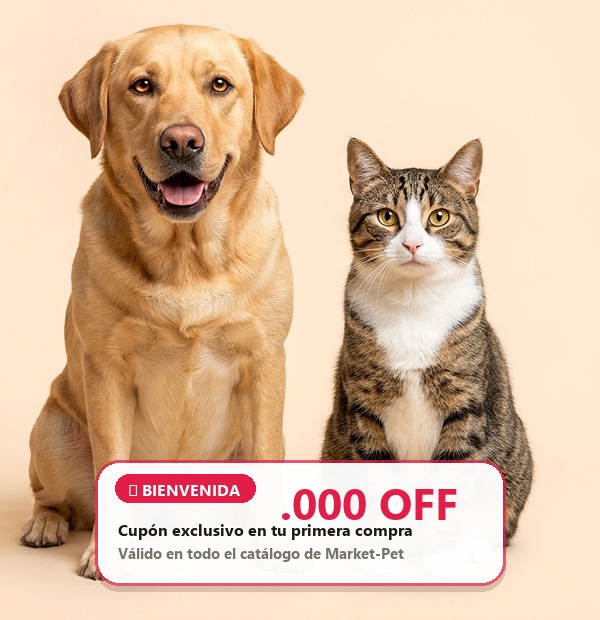 BIENVENIDA
.000 OFF
Cupón exclusivo en tu primera compra
Válido en todo el catálogo de Market-Pet